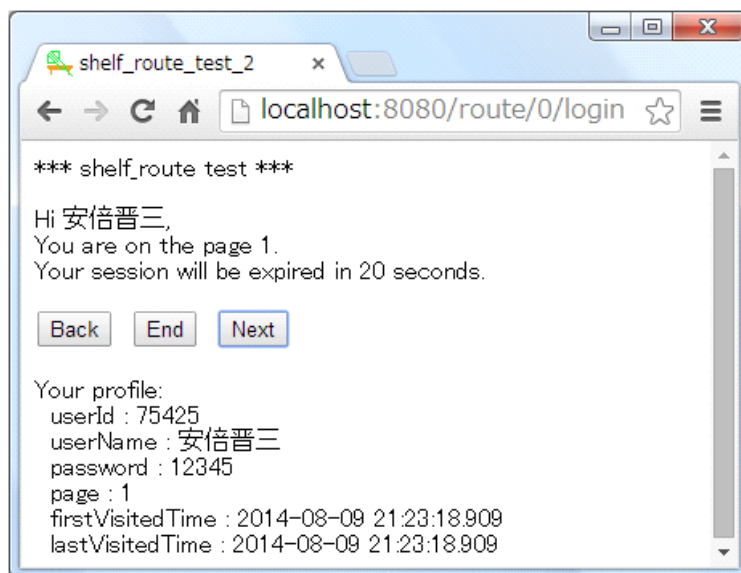 shelf_route_test_2
localhost:8080/route/0/login
*** shelf_route test ***
Hi 安倍晋三,
You are on the page 1.
Your session will be expired in 20 seconds.
Back End Next
Your profile:
userId : 75425
userName : 安倍晋三
password : 12345
page : 1
firstVisitedTime : 2014-08-09 21:23:18.909
lastVisitedTime : 2014-08-09 21:23:18.909